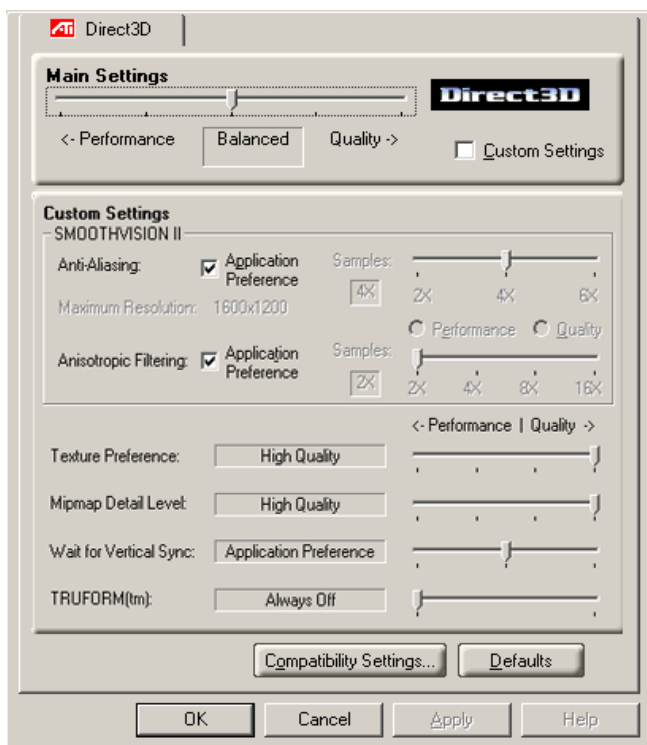 ATI Direct3D
Main Settings
Direct3D
<- Performance Balanced Quality ->
Custom Settings
Custom Settings
SMOOTHVISION II
Anti-Aliasing: Application Preference Samples: 4X 2X 4X 6X
Maximum Resolution: 1600x1200
Performance Quality
Anisotropic Filtering: Application Preference Samples: 2X 2X 4X 8X 16X
<- Performance | Quality ->
Texture Preference: High Quality
Mipmap Detail Level: High Quality
Wait for Vertical Sync: Application Preference
TRUFORM(tm): Always Off
Compatibility Settings... Defaults
OK Cancel Apply Help